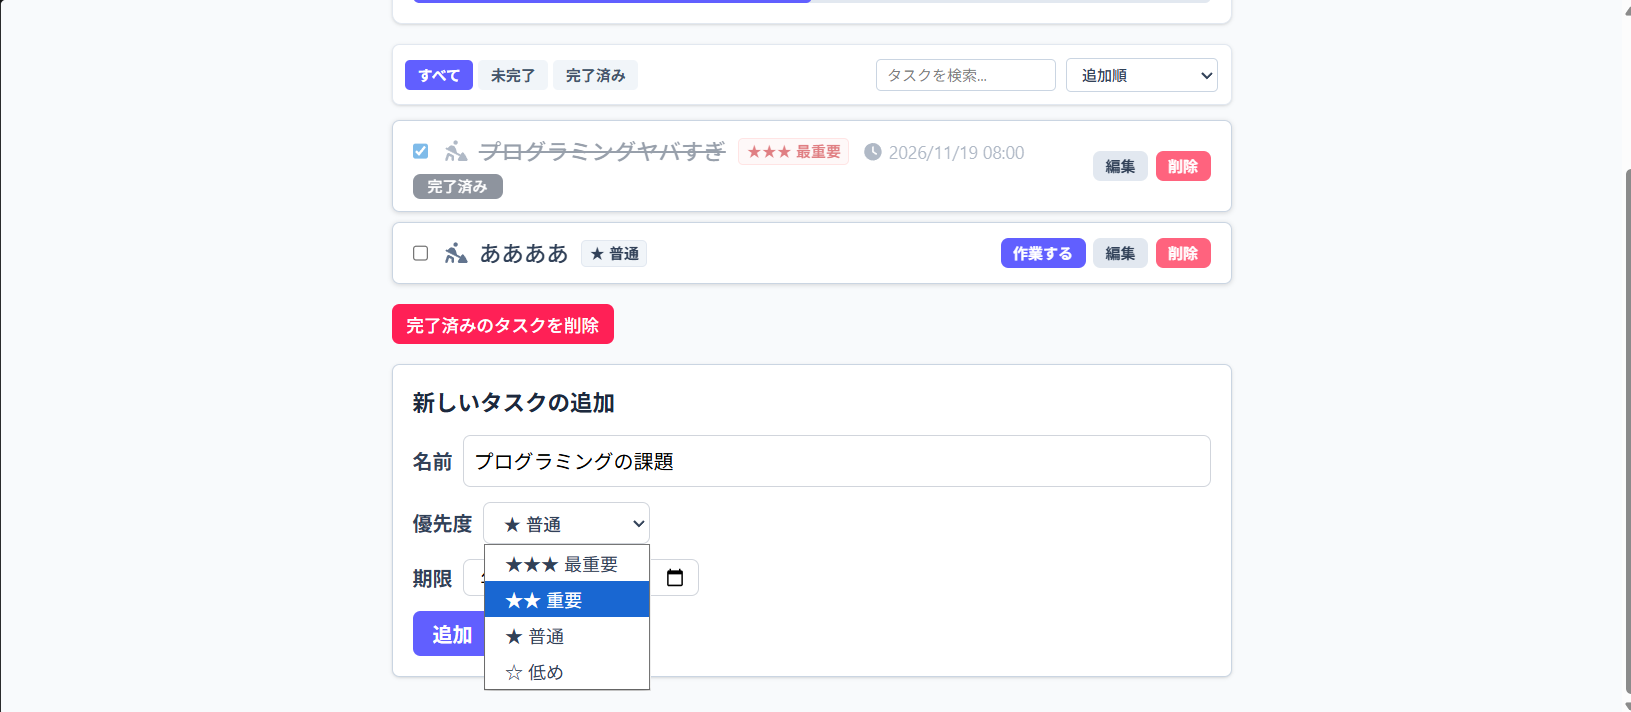 すべて 未完了 完了済み タスクを検索... 追加順
プログラミングヤバすぎ ★★★ 最重要 2026/11/19 08:00 編集 削除
完了済み
ああああ ★ 普通 作業する 編集 削除
完了済みのタスクを削除
新しいタスクの追加
名前 プログラミングの課題
優先度 ★ 普通
★★★ 最重要
期限
★★ 重要
追加
★ 普通
☆ 低め